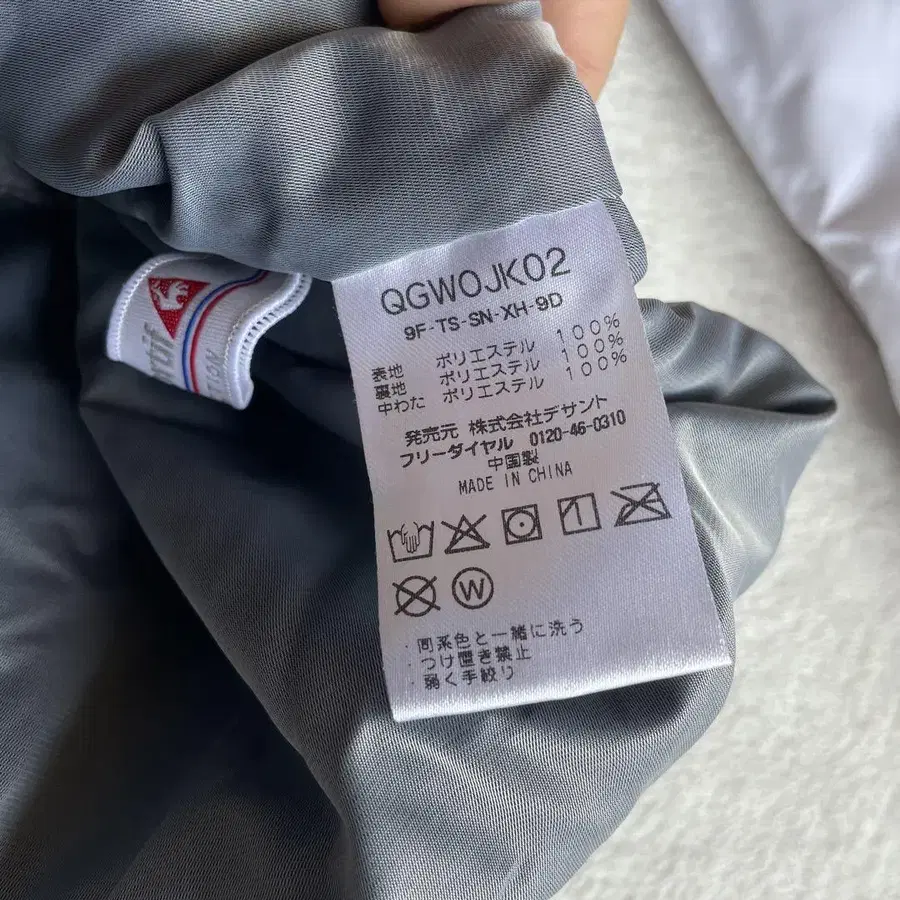 QGWOJK02
9F-TS-SN-XH-9D
表地 ポリエステル 100%
裏地 ポリエステル 100%
中わた ポリエステル 100%
発売元 株式会社デサント
フリーダイヤル 0120-46-0310
中国製
MADE IN CHINA
W
・同系色と一緒に洗う
・つけ置き禁止
・弱く手絞り